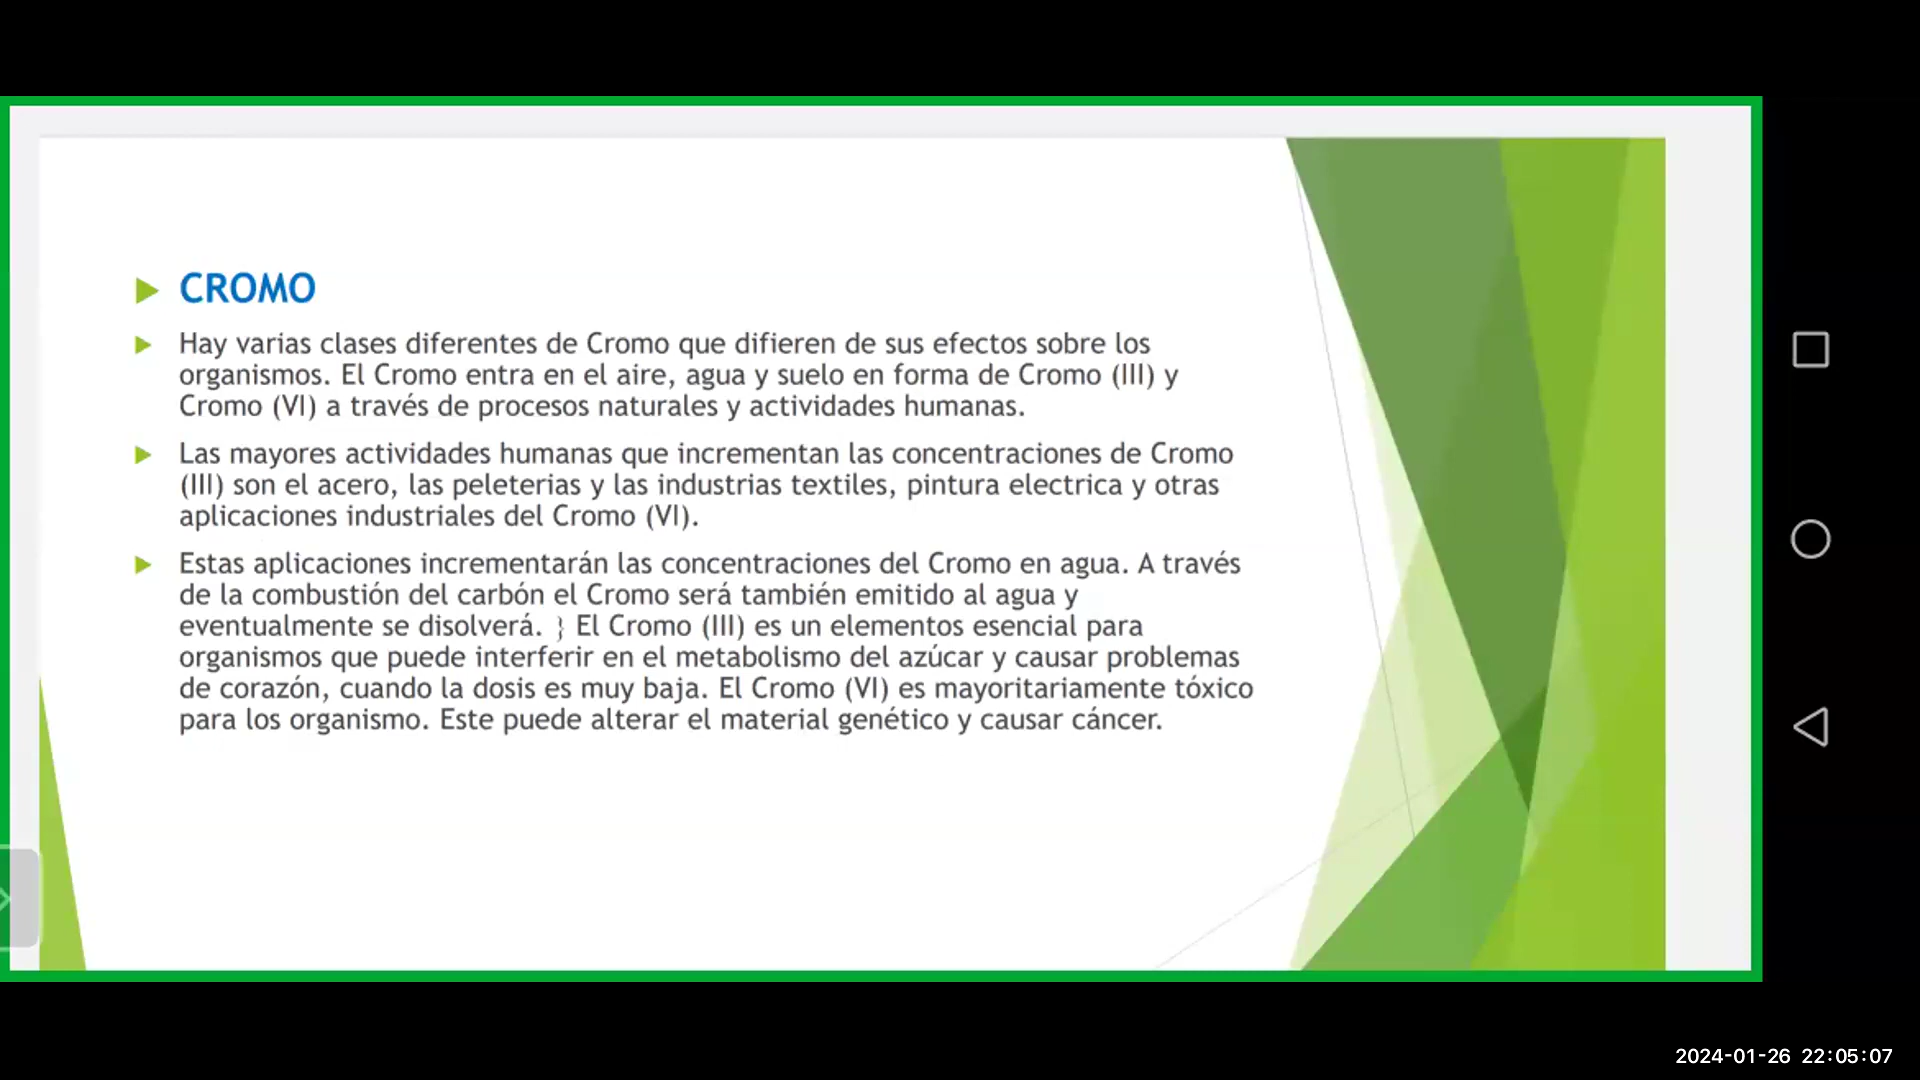 CROMO
Hay varias clases diferentes de Cromo que difieren de sus efectos sobre los
organismos. El Cromo entra en el aire, agua y suelo en forma de Cromo (III) y
Cromo (VI) a través de procesos naturales y actividades humanas.
Las mayores actividades humanas que incrementan las concentraciones de Cromo
(III) son el acero, las peleterias y las industrias textiles, pintura electrica y otras
aplicaciones industriales del Cromo (VI).
Estas aplicaciones incrementarán las concentraciones del Cromo en agua. A través
de la combustión del carbón el Cromo será también emitido al agua y
eventualmente se disolverá. } El Cromo (III) es un elementos esencial para
organismos que puede interferir en el metabolismo del azúcar y causar problemas
de corazón, cuando la dosis es muy baja. El Cromo (VI) es mayoritariamente tóxico
para los organismo. Este puede alterar el material genético y causar cáncer.
2024-01-26 22:05:07